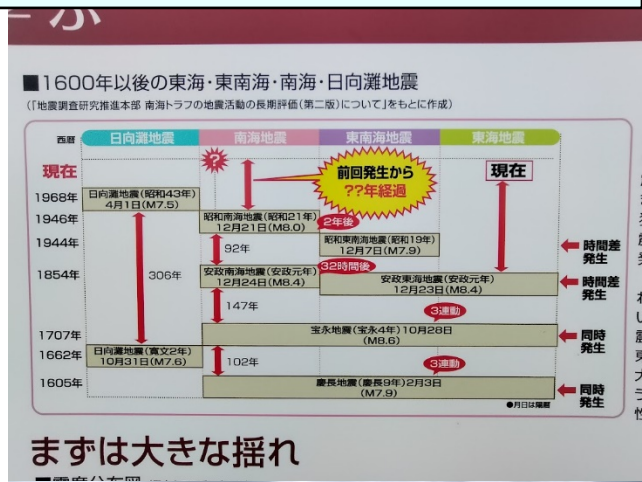 ぶ
■1600年以後の東海・東南海・南海・日向灘地震
(「地震調査研究推進本部 南海トラフの地震活動の長期評価(第二版)について」をもとに作成)
西暦 日向灘地震 南海地震 東南海地震 東海地震
現在 ? 前回発生から ??年経過 現在
1968年 日向灘地震(昭和43年)
4月1日(M7.5)
1946年 昭和南海地震(昭和21年) 2年後
12月21日(M8.0)
1944年 昭和東南海地震(昭和19年) 時間差
12月7日(M7.9) 発生
306年 92年
32時間後
1854年 安政南海地震(安政元年) 安政東海地震(安政元年) 時間差
12月24日(M8.4) 12月23日(M8.4) 発生
147年
3連動
1707年 宝永地震(宝永4年)10月28日 同時
(M8.6) 発生
1662年 日向灘地震(寛文2年)
10月31日(M7.6)
102年 3連動
1605年 慶長地震(慶長9年)2月3日 同時
(M7.9) 発生
●月日は陽暦
まずは大きな揺れ